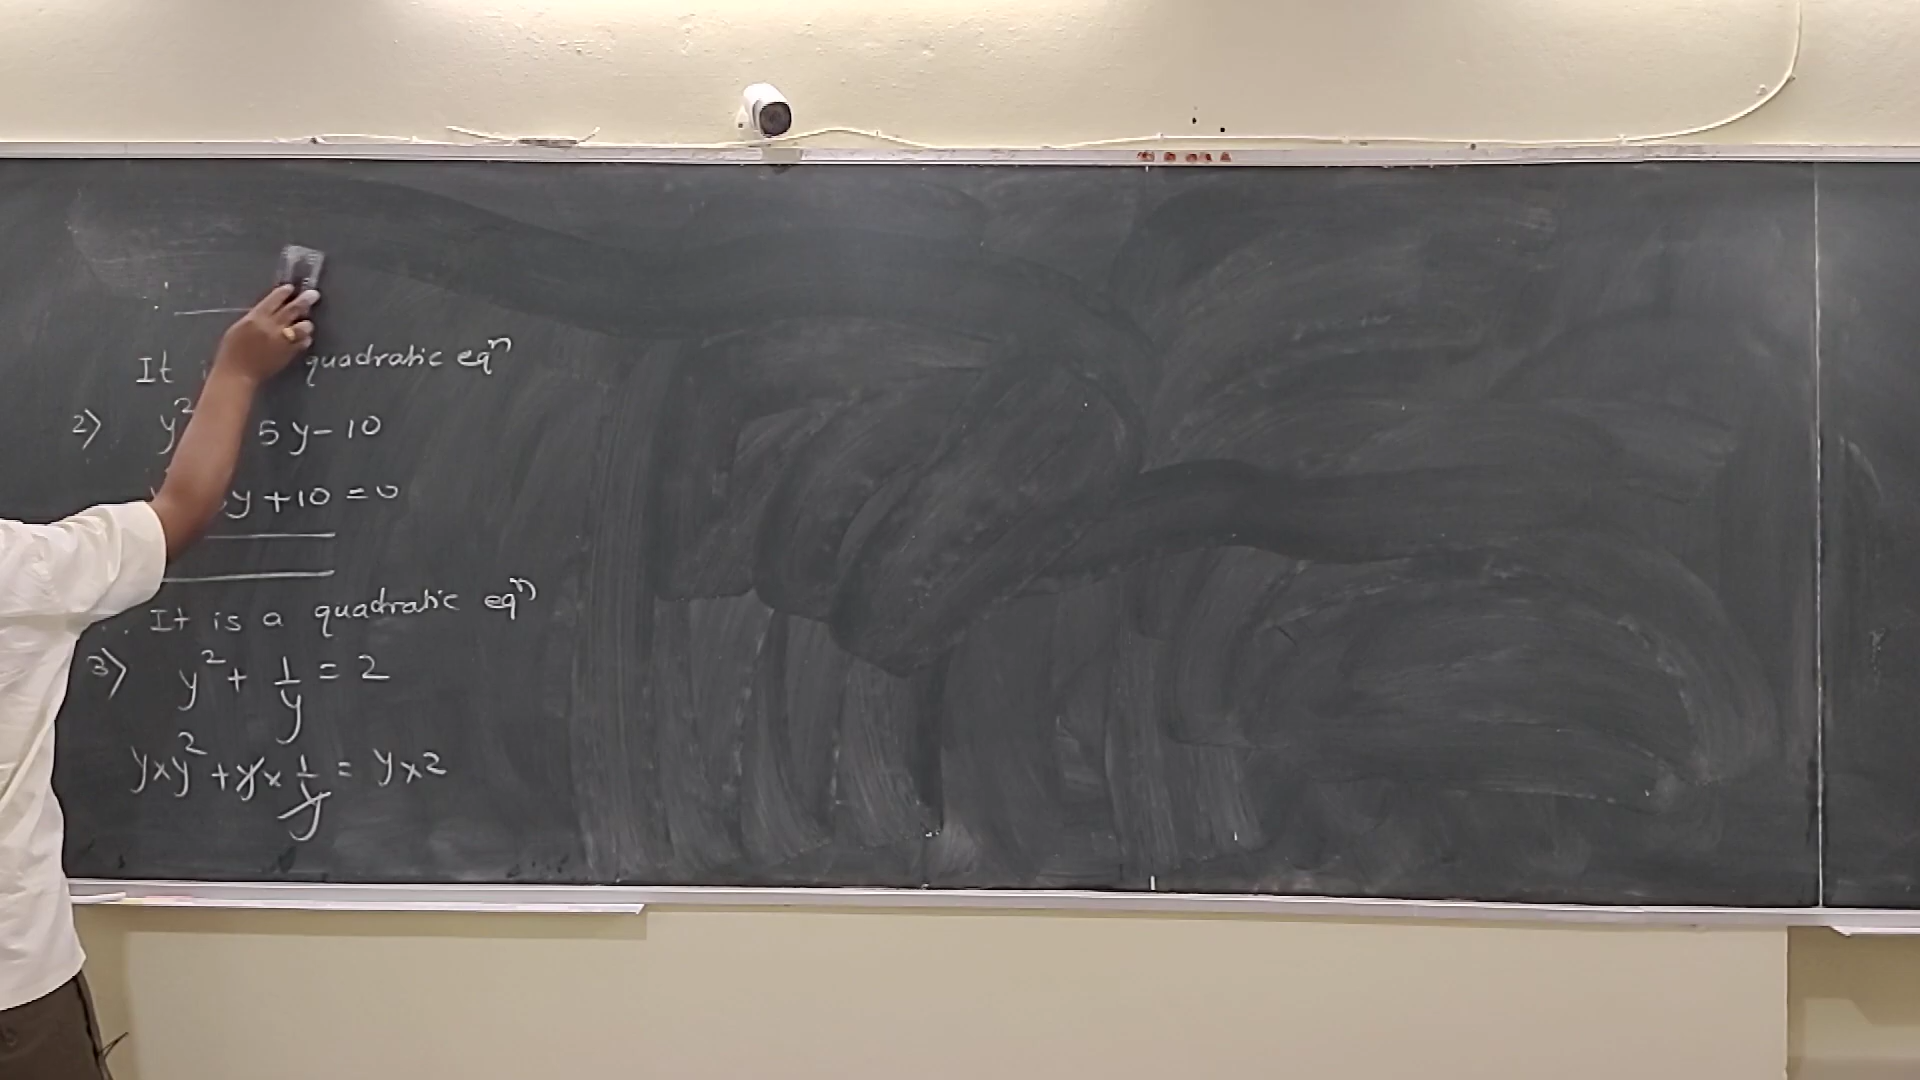 It quadratic eqⁿ
2) y² 5y-10
y+10=0
It is a quadratic eqⁿ
3) y² + 1/y = 2
y×y² + y× 1/y = y×2